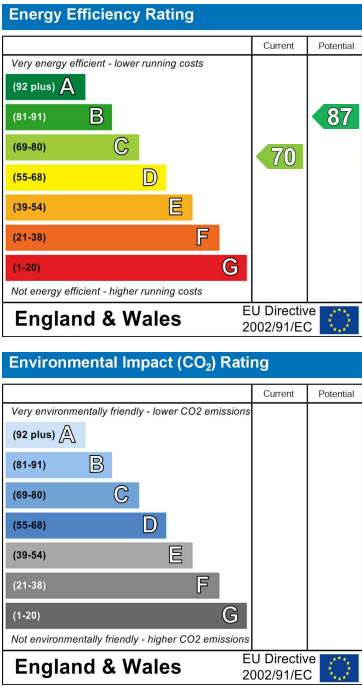 Energy Efficiency Rating
Current Potential
Very energy efficient - lower running costs
(92 plus) A
(81-91) B
87
(69-80) C
70
(55-68) D
(39-54) E
(21-38) F
(1-20) G
Not energy efficient - higher running costs
England & Wales
EU Directive
2002/91/EC
Environmental Impact (CO₂) Rating
Current Potential
Very environmentally friendly - lower CO2 emissions
(92 plus) A
(81-91) B
(69-80) C
(55-68) D
(39-54) E
(21-38) F
(1-20) G
Not environmentally friendly - higher CO2 emissions
England & Wales
EU Directive
2002/91/EC